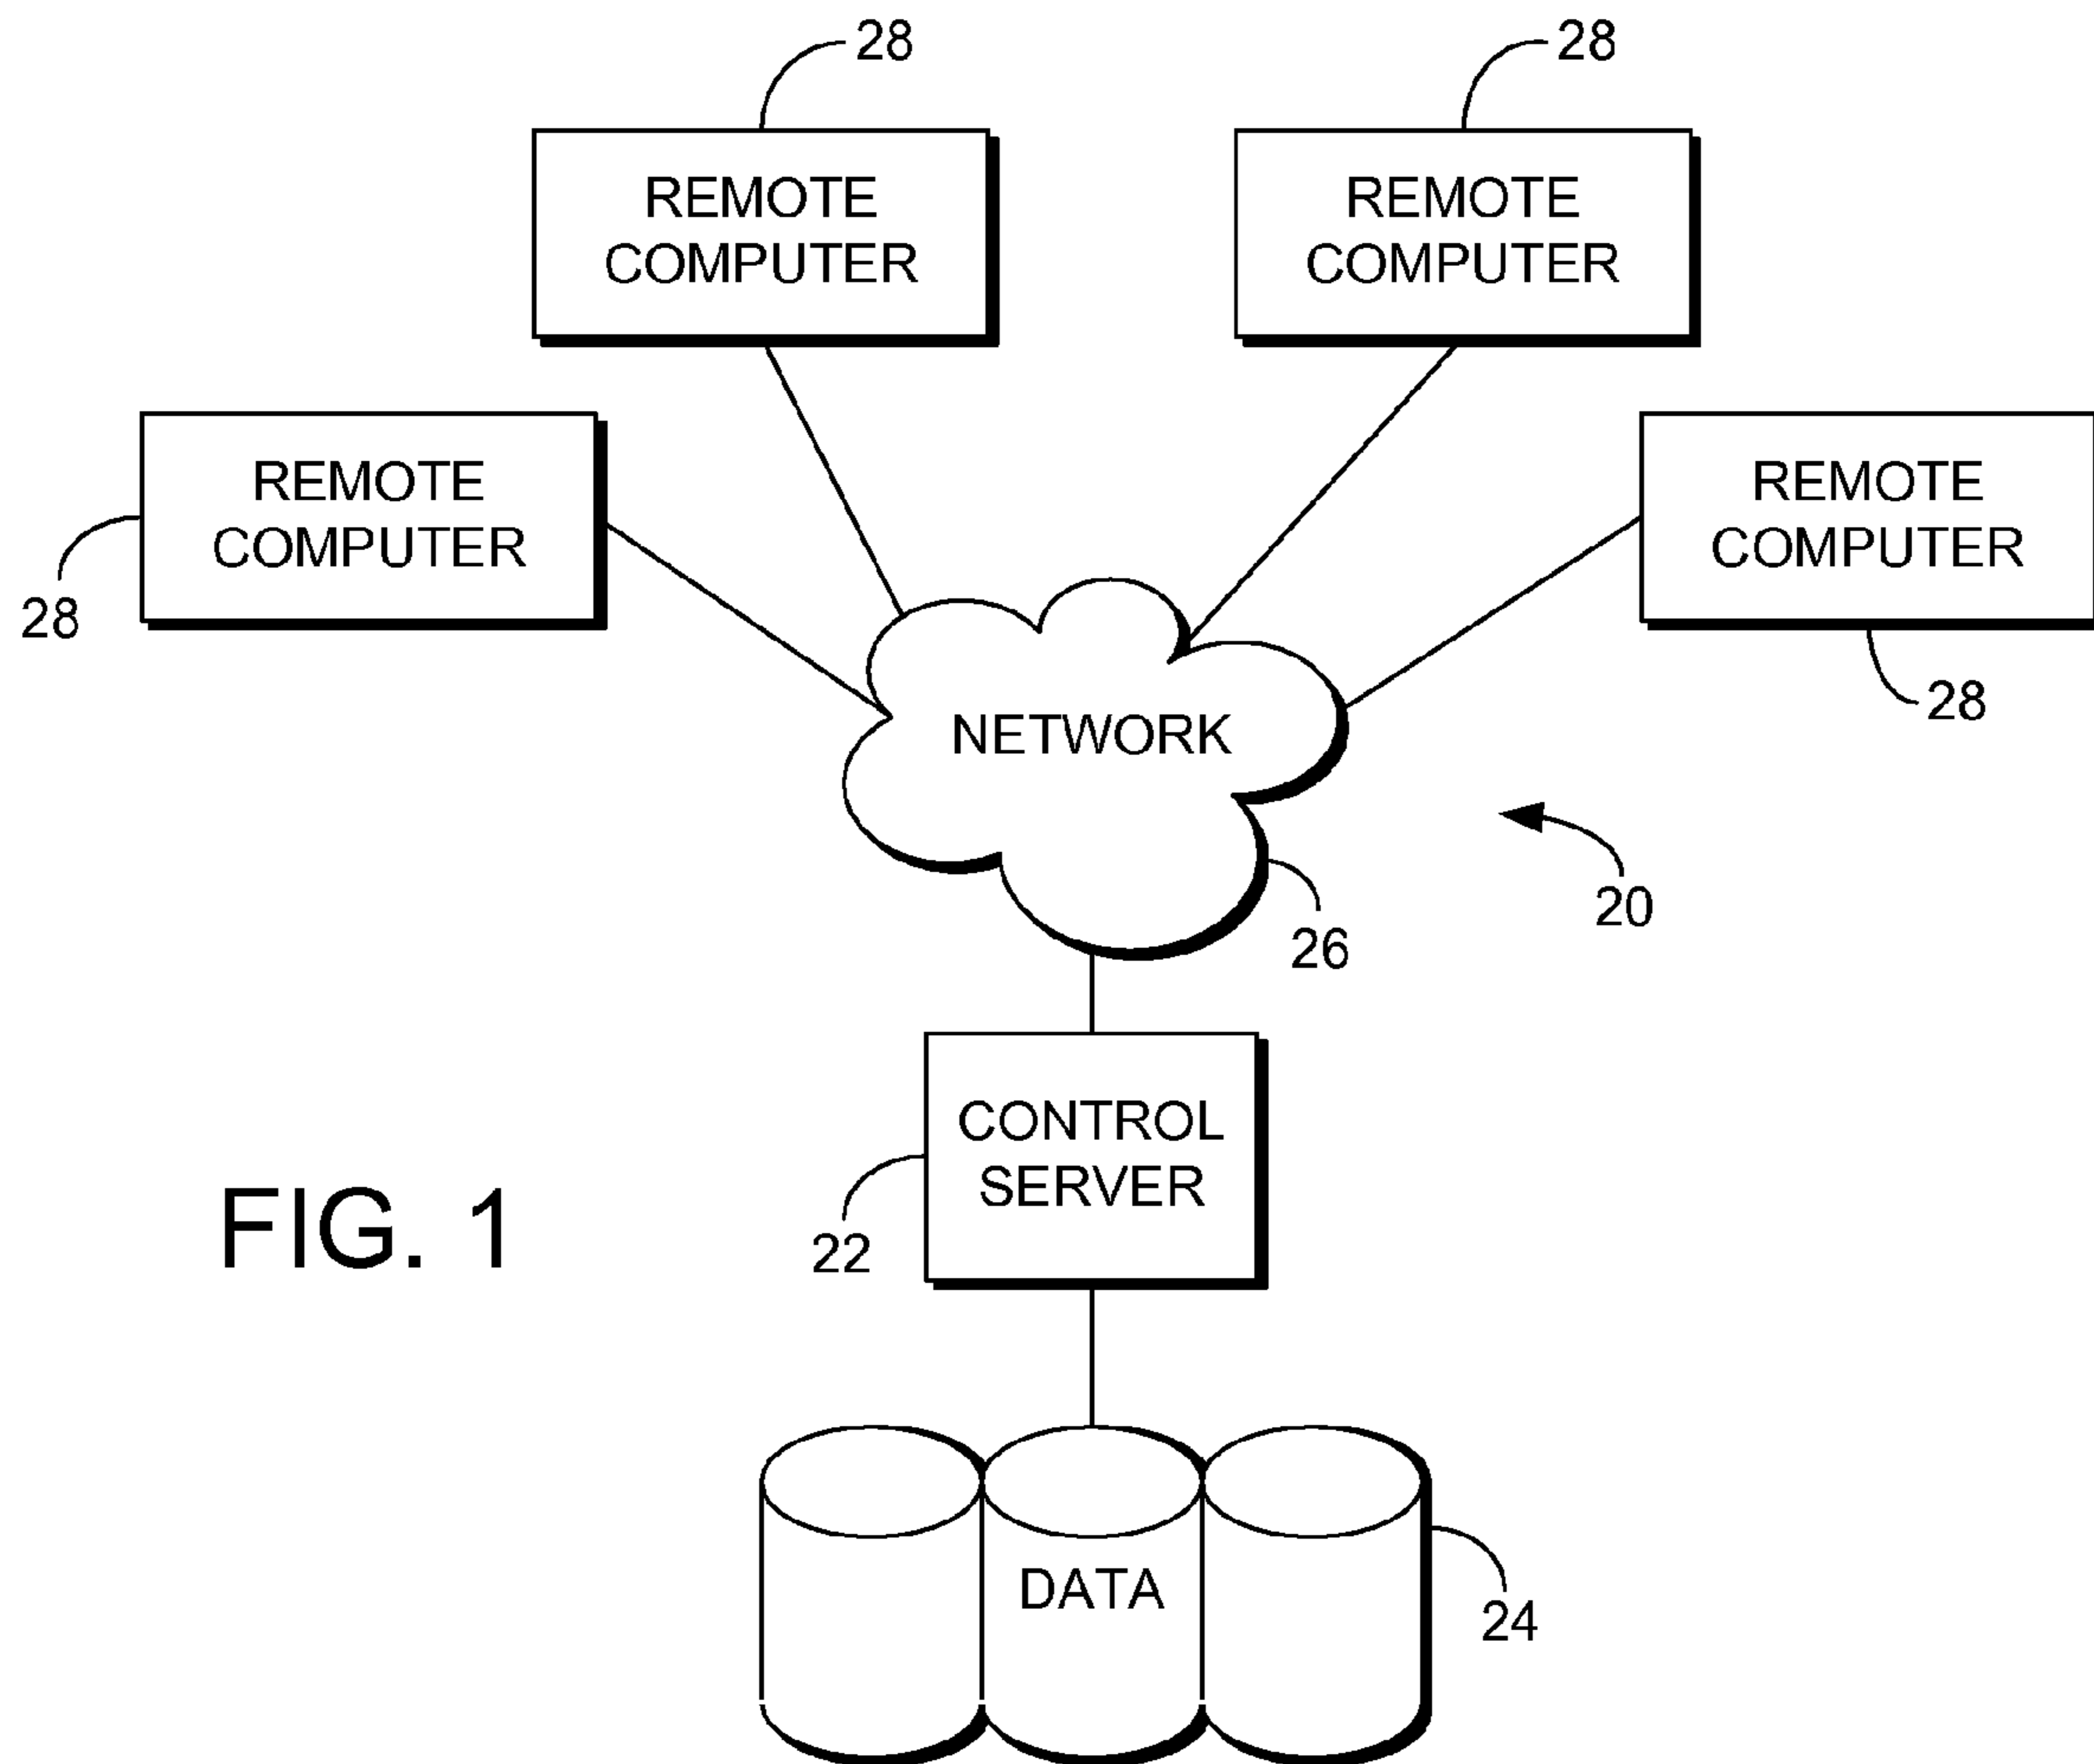 28
28
REMOTE
COMPUTER
REMOTE
COMPUTER
REMOTE
COMPUTER
REMOTE
COMPUTER
28
28
NETWORK
20
26
CONTROL
SERVER
FIG. 1
22
DATA
24